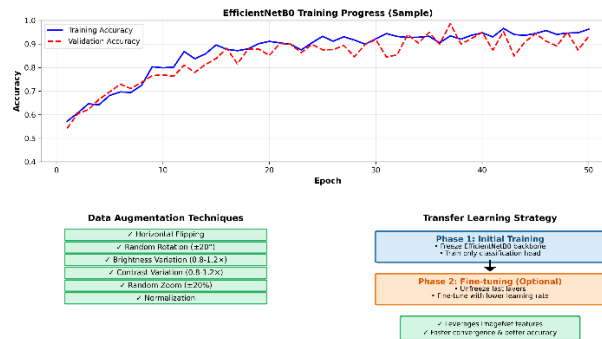 EfficientNetB0 Training Progress (Sample)
Training Accuracy
Validation Accuracy
Accuracy
1.0
0.9
0.8
0.7
0.6
0.5
0.4
0 10 20 30 40 50
Epoch
Data Augmentation Techniques
✓ Horizontal Flipping
✓ Random Rotation (±20°)
✓ Brightness Variation (0.8-1.2×)
✓ Contrast Variation (0.8-1.2×)
✓ Random Zoom (±20%)
✓ Normalization
Transfer Learning Strategy
Phase 1: Initial Training
• Freeze EfficientNetB0 backbone
• Train only classification head
Phase 2: Fine-tuning (Optional)
• Unfreeze last layers
• Fine-tune with lower learning rate
✓ Leverages ImageNet features
✓ Faster convergence & better accuracy